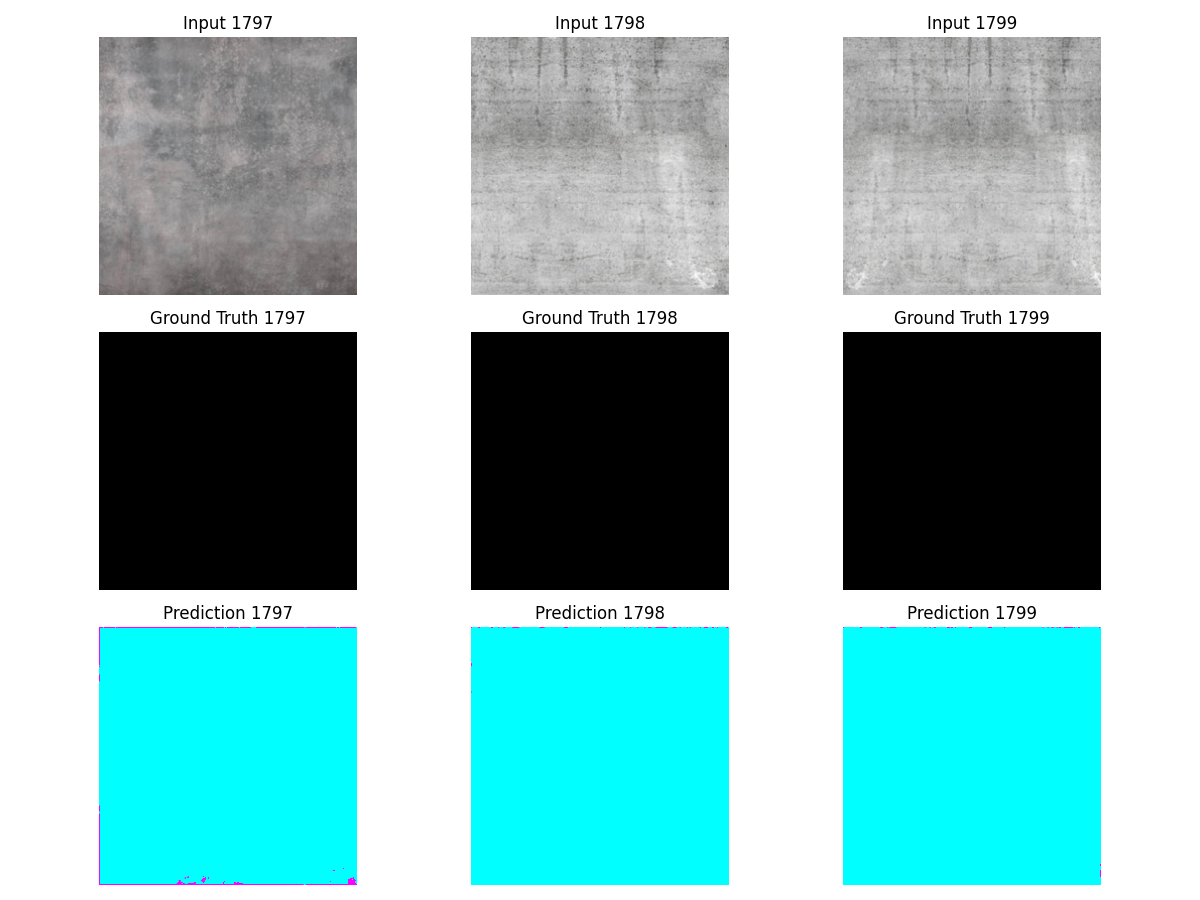 Input 1797
Input 1798
Input 1799
Ground Truth 1797
Ground Truth 1798
Ground Truth 1799
Prediction 1797
Prediction 1798
Prediction 1799